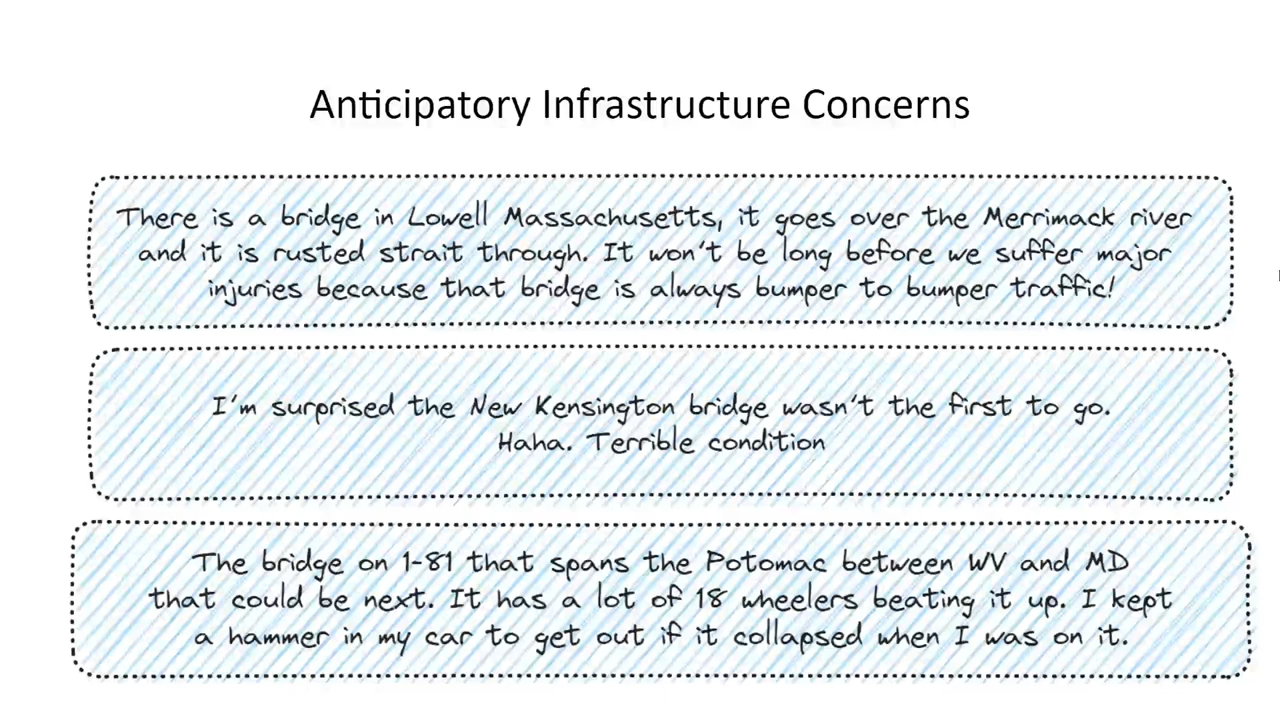 Anticipatory Infrastructure Concerns
There is a bridge in Lowell Massachusetts, it goes over the Merrimack river
and it is rusted strait through. It won't be long before we suffer major
injuries because that bridge is always bumper to bumper traffic!
I'm surprised the New Kensington bridge wasn't the first to go.
Haha. Terrible condition
The bridge on 1-81 that spans the Potomac between WV and MD
that could be next. It has a lot of 18 wheelers beating it up. I kept
a hammer in my car to get out if it collapsed when I was on it.